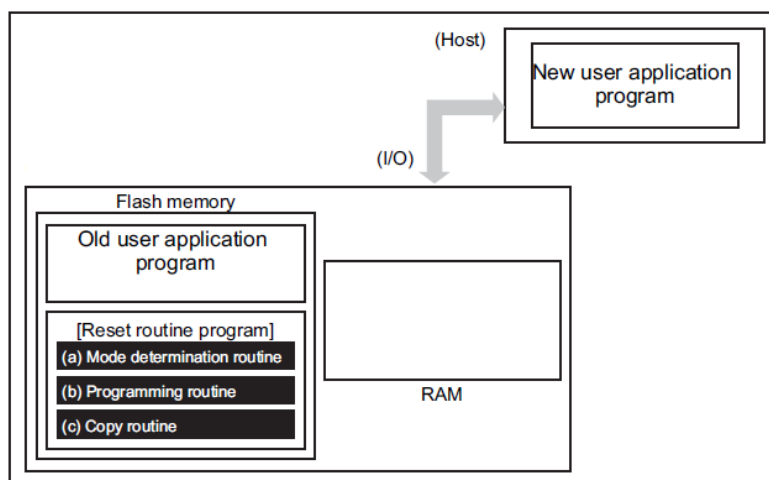 (Host)
New user application
program
(I/O)
Flash memory
Old user application
program
[Reset routine program]
(a) Mode determination routine
(b) Programming routine
(c) Copy routine
RAM